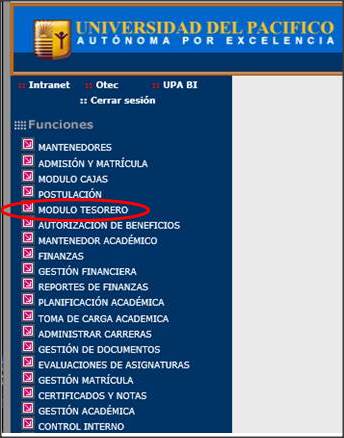 UNIVERSIDAD DEL PACIFICO
AUTÓNOMA POR EXCELENCIA
:: Intranet :: Otec :: UPA BI
:: Cerrar sesión
Funciones
MANTENEDORES
ADMISIÓN Y MATRÍCULA
MODULO CAJAS
POSTULACIÓN
MODULO TESORERO
AUTORIZACION DE BENEFICIOS
MANTENEDOR ACADÉMICO
FINANZAS
GESTIÓN FINANCIERA
REPORTES DE FINANZAS
PLANIFICACIÓN ACADÉMICA
TOMA DE CARGA ACADEMICA
ADMINISTRAR CARRERAS
GESTIÓN DE DOCUMENTOS
EVALUACIONES DE ASIGNATURAS
GESTIÓN MATRÍCULA
CERTIFICADOS Y NOTAS
GESTIÓN ACADÉMICA
CONTROL INTERNO